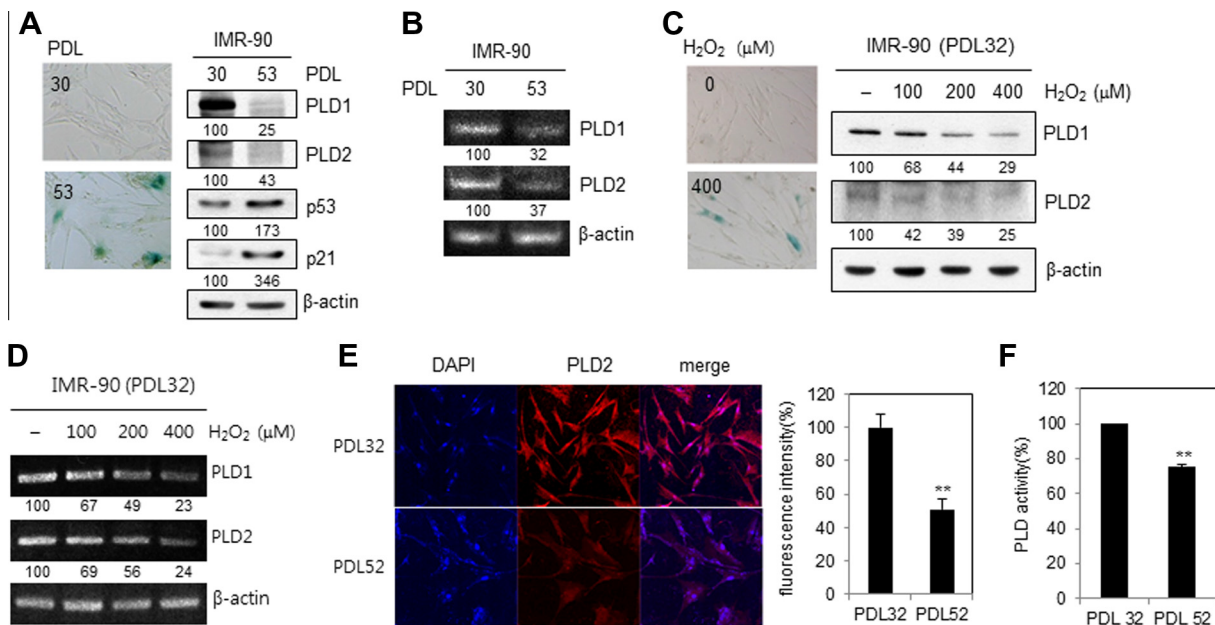 A
PDL
30
53
IMR-90
30 53 PDL
PLD1
100 25
PLD2
100 43
p53
100 173
p21
100 346
β-actin
B
IMR-90
PDL 30 53
PLD1
100 32
PLD2
100 37
β-actin
C
H₂O₂ (μM)
0
400
IMR-90 (PDL32)
– 100 200 400 H₂O₂ (μM)
PLD1
100 68 44 29
PLD2
100 42 39 25
β-actin
D
IMR-90 (PDL32)
– 100 200 400 H₂O₂ (μM)
PLD1
100 67 49 23
PLD2
100 69 56 24
β-actin
E
DAPI PLD2 merge
PDL32
PDL52
fluorescence intensity(%)
120
100
80
60
40
20
0
**
PDL32 PDL52
F
PLD activity(%)
120
100
80
60
40
20
0
**
PDL 32 PDL 52